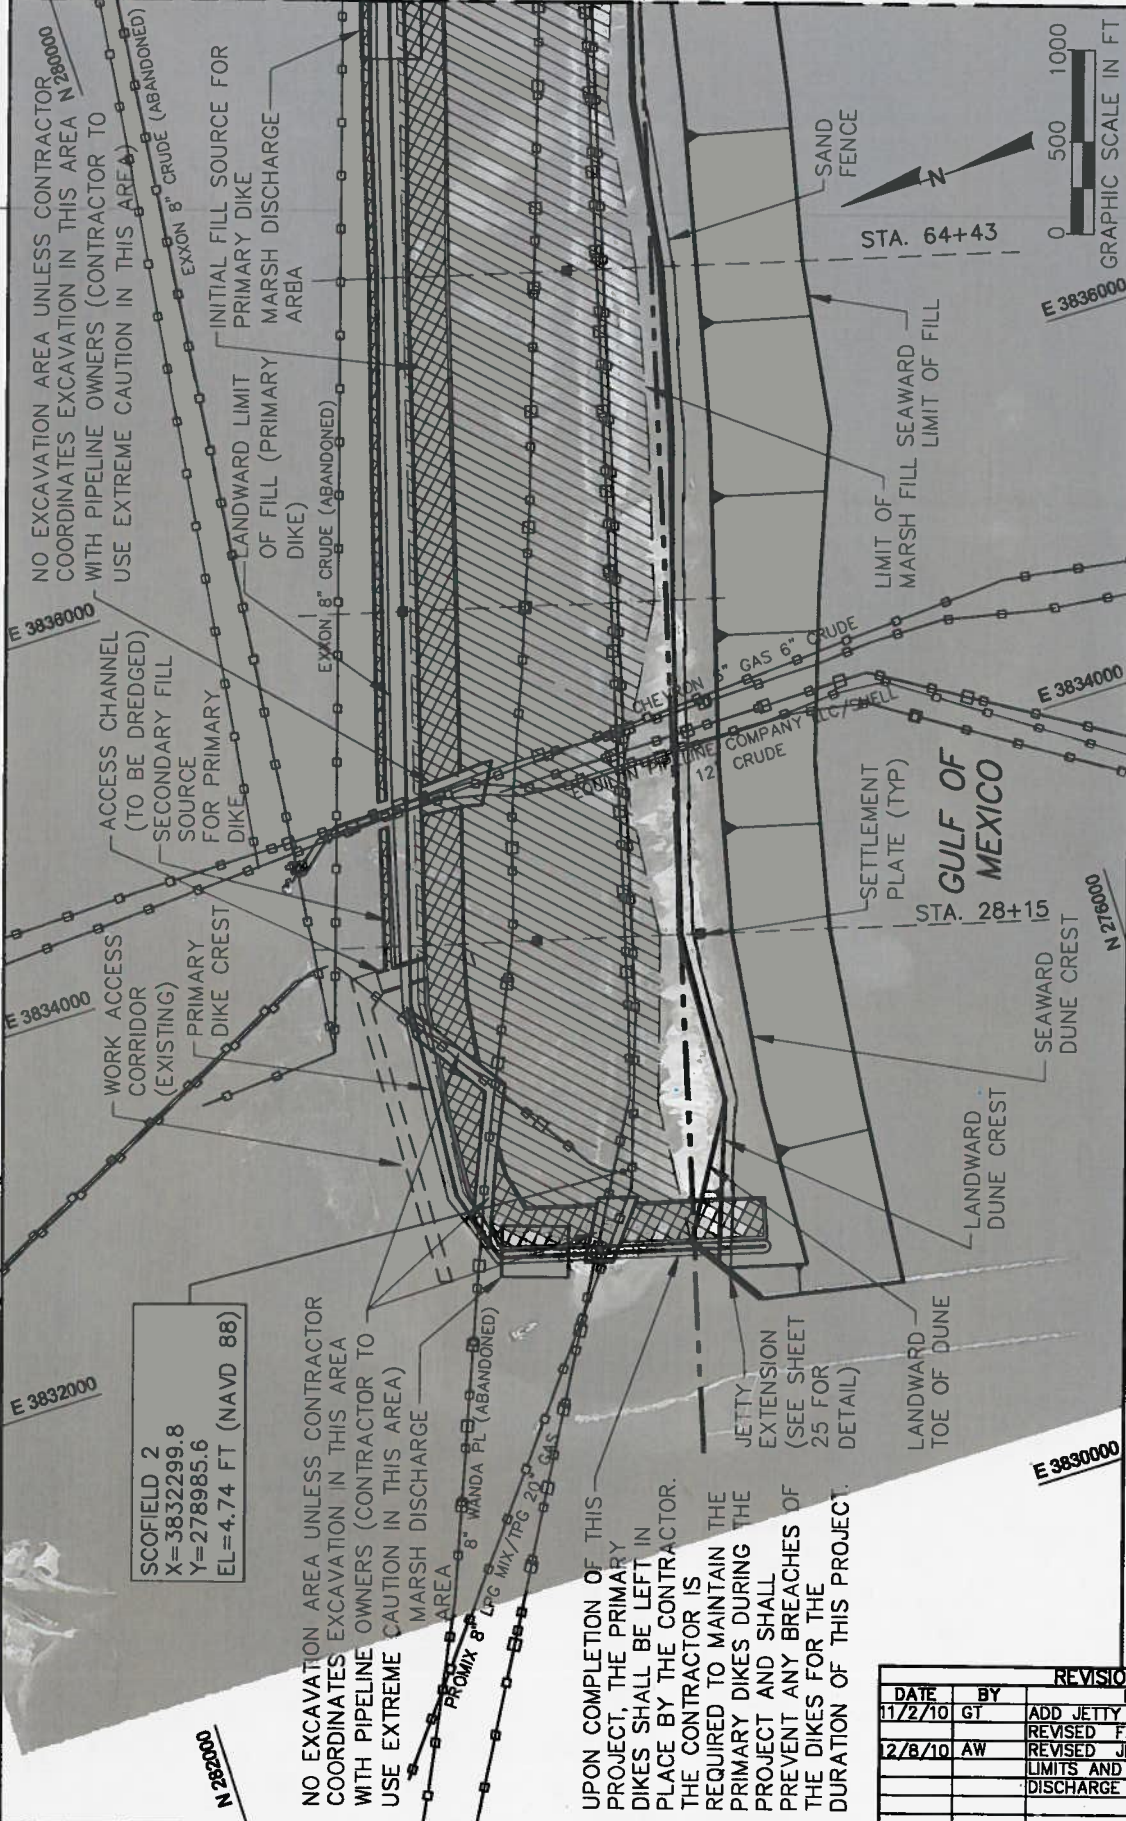 NO EXCAVATION AREA UNLESS CONTRACTOR
COORDINATES EXCAVATION IN THIS AREA
WITH PIPELINE OWNERS (CONTRACTOR TO
USE EXTREME CAUTION IN THIS AREA)
N 280000
EXXON 8" CRUDE (ABANDONED)
INITIAL FILL SOURCE FOR
PRIMARY DIKE
MARSH DISCHARGE
AREA
LANDWARD LIMIT
OF FILL (PRIMARY
DIKE)
EXXON 8" CRUDE (ABANDONED)
E 3836000
ACCESS CHANNEL
(TO BE DREDGED)
SECONDARY FILL
SOURCE
FOR PRIMARY
DIKE
WORK ACCESS
CORRIDOR
(EXISTING)
PRIMARY
DIKE CREST
E 3834000
E 3832000
SCOFIELD 2
X=3832299.8
Y=278985.6
EL=4.74 FT (NAVD 88)
NO EXCAVATION AREA UNLESS CONTRACTOR
COORDINATES EXCAVATION IN THIS AREA
WITH PIPELINE OWNERS (CONTRACTOR TO
USE EXTREME CAUTION IN THIS AREA)
MARSH DISCHARGE
AREA
8" WANDA PL (ABANDONED)
PROMIX 8" LPG MIX/TPG 20" GAS
N 282000
UPON COMPLETION OF THIS
PROJECT, THE PRIMARY
DIKES SHALL BE LEFT IN
PLACE BY THE CONTRACTOR.
THE CONTRACTOR IS
REQUIRED TO MAINTAIN THE
PRIMARY DIKES DURING THE
PROJECT AND SHALL
PREVENT ANY BREACHES OF
THE DIKES FOR THE
DURATION OF THIS PROJECT.
JETTY
EXTENSION
(SEE SHEET
25 FOR
DETAIL)
LANDWARD
TOE OF DUNE
LANDWARD
DUNE CREST
SEAWARD
DUNE CREST
E 3830000
N 276000
STA. 28+15
SETTLEMENT
PLATE (TYP)
GULF OF
MEXICO
E 3834000
GAS 6" CRUDE
CHEVRON
COMPANY LLC/SHELL
CRUDE
LIMIT OF
MARSH FILL
SEAWARD
LIMIT OF FILL
STA. 64+43
SAND
FENCE
N
E 3836000
0 500 1000
GRAPHIC SCALE IN FT
REVISIO
DATE BY
11/2/10 GT ADD JETTY
REVISED F
12/8/10 AW REVISED
LIMITS AND
DISCHARGE